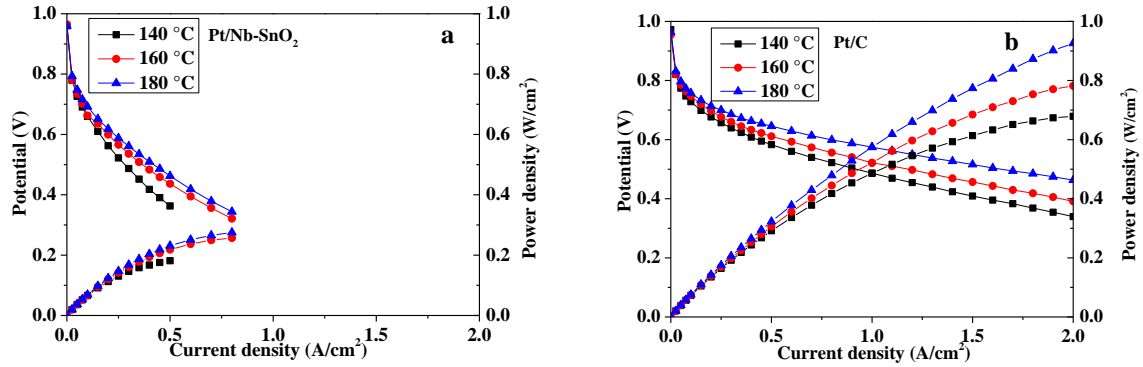 a
Pt/Nb-SnO₂
140 °C
160 °C
180 °C
Potential (V)
1.0
0.8
0.6
0.4
0.2
0.0
Power density (W/cm²)
1.0
0.8
0.6
0.4
0.2
0.0
0.0 0.5 1.0 1.5 2.0
Current density (A/cm²)
b
Pt/C
140 °C
160 °C
180 °C
Potential (V)
1.0
0.8
0.6
0.4
0.2
0.0
Power density (W/cm²)
1.0
0.8
0.6
0.4
0.2
0.0
0.0 0.5 1.0 1.5 2.0
Current density (A/cm²)